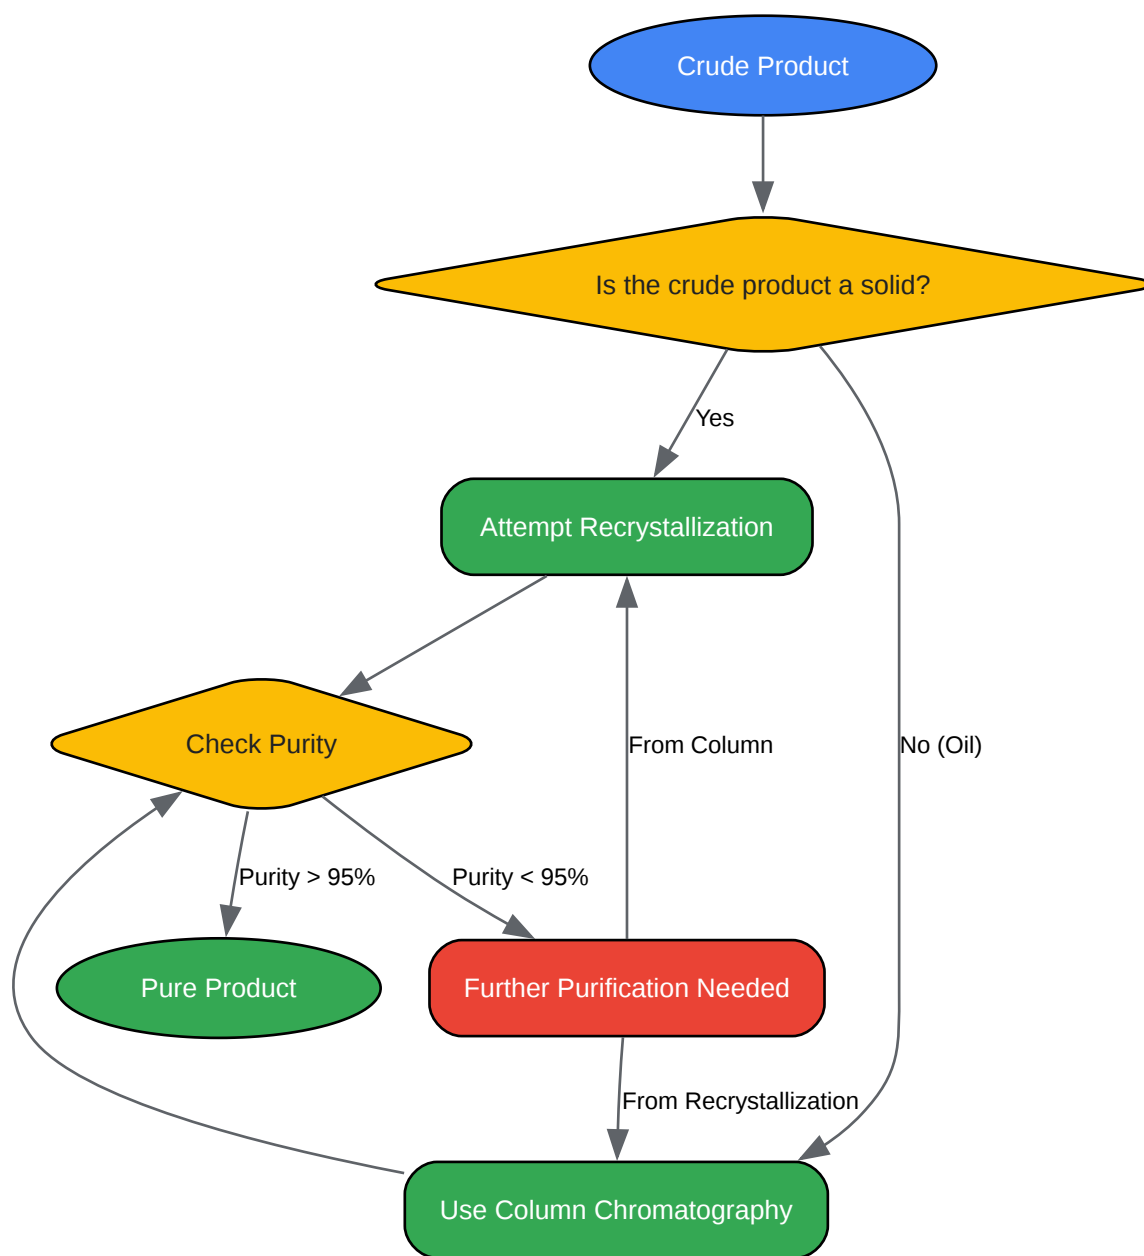 Crude Product
Is the crude product a solid?
Yes
Attempt Recrystallization
Check Purity
From Column
No (Oil)
Purity > 95%
Purity < 95%
Pure Product
Further Purification Needed
From Recrystallization
Use Column Chromatography